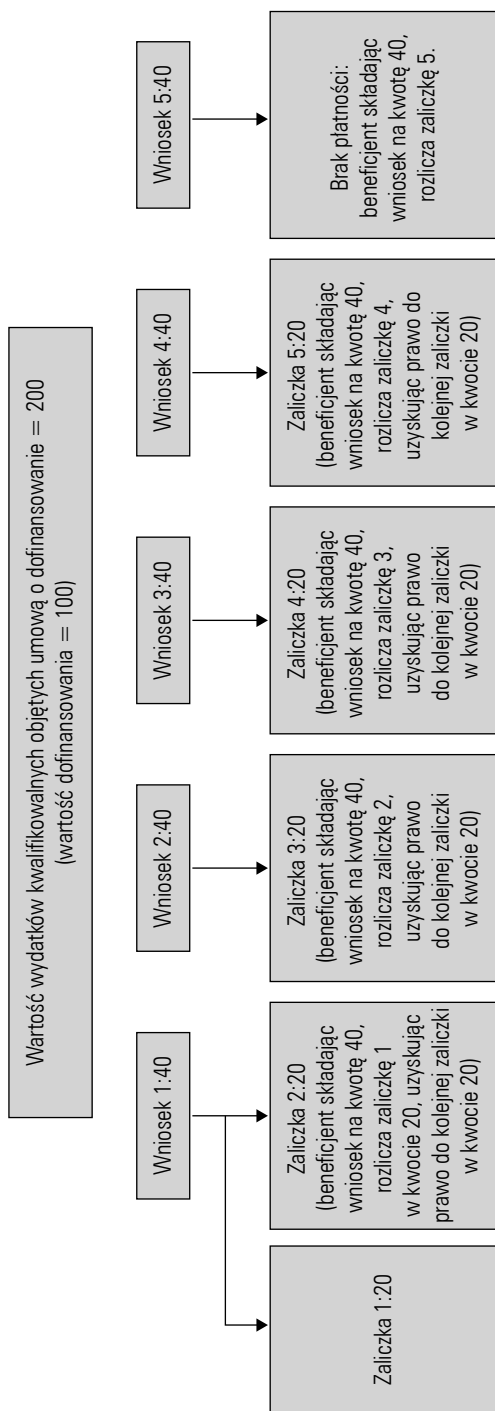 Wartość wydatków kwalifikowalnych objętych umową o dofinansowanie = 200
(wartość dofinansowania = 100)
Wniosek 1:40
Wniosek 2:40
Wniosek 3:40
Wniosek 4:40
Wniosek 5:40
Zaliczka 1:20
Zaliczka 2:20
(beneficjent składając
wniosek na kwotę 40,
rozlicza zaliczkę 1
w kwocie 20, uzyskując
prawo do kolejnej zaliczki
w kwocie 20)
Zaliczka 3:20
(beneficjent składając
wniosek na kwotę 40,
rozlicza zaliczkę 2,
uzyskując prawo
do kolejnej zaliczki
w kwocie 20)
Zaliczka 4:20
(beneficjent składając
wniosek na kwotę 40,
rozlicza zaliczkę 3,
uzyskując prawo
do kolejnej zaliczki
w kwocie 20)
Zaliczka 5:20
(beneficjent składając
wniosek na kwotę 40,
rozlicza zaliczkę 4,
uzyskując prawo do
kolejnej zaliczki
w kwocie 20)
Brak płatności:
beneficjent składając
wniosek na kwotę 40,
rozlicza zaliczkę 5.